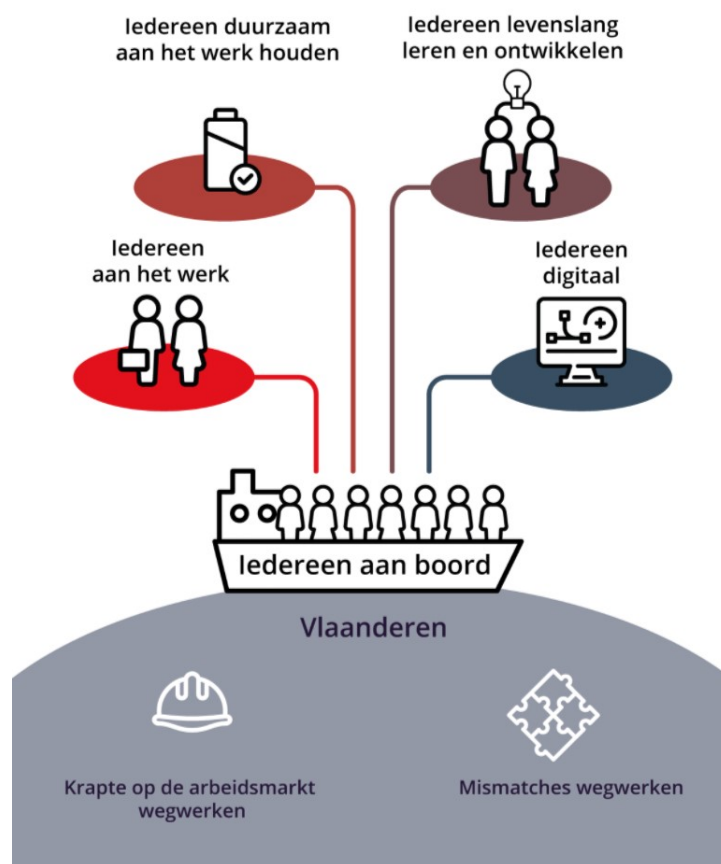 Iedereen duurzaam
aan het werk houden
Iedereen levenslang
leren en ontwikkelen
Iedereen
aan het werk
Iedereen
digitaal
Iedereen aan boord
Vlaanderen
Krapte op de arbeidsmarkt
wegwerken
Mismatches wegwerken